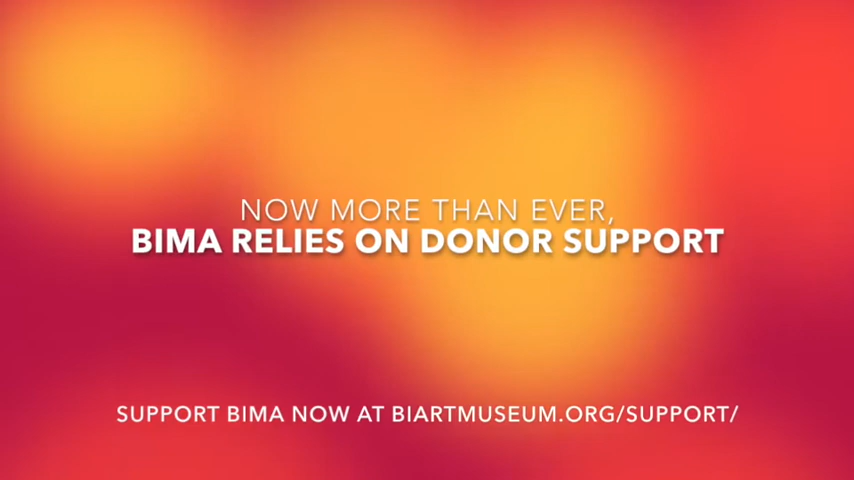 NOW MORE THAN EVER,
BIMA RELIES ON DONOR SUPPORT
SUPPORT BIMA NOW AT BIARTMUSEUM.ORG/SUPPORT/